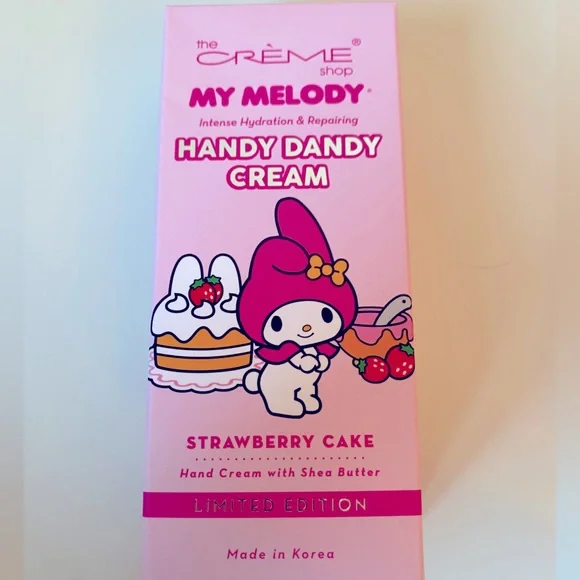 the
CRÈME®
shop
MY MELODY®
Intense Hydration & Repairing
HANDY DANDY
CREAM
STRAWBERRY CAKE
Hand Cream with Shea Butter
LIMITED EDITION
Made in Korea